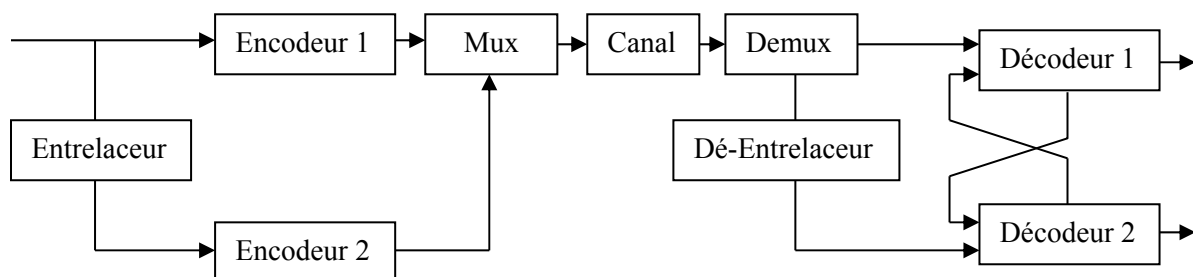 Encodeur 1
Mux
Canal
Demux
Décodeur 1
Entrelaceur
Dé-Entrelaceur
Encodeur 2
Décodeur 2